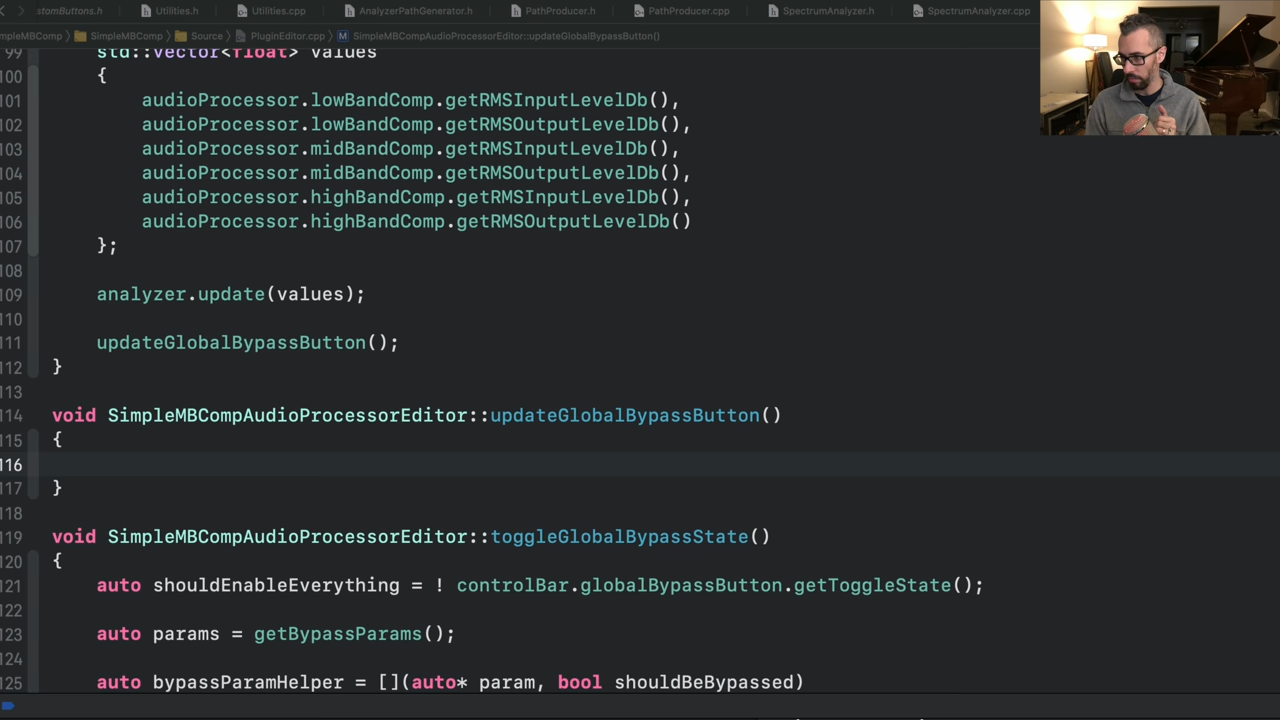 stomButtons.h Utilities.h Utilities.cpp AnalyzerPathGenerator.h PathProducer.h PathProducer.cpp SpectrumAnalyzer.h SpectrumAnalyzer.cpp
mpleMBComp SimpleMBComp Source PluginEditor.cpp M SimpleMBCompAudioProcessorEditor::updateGlobalBypassButton()
99 std::vector<float> values
100 {
101 audioProcessor.lowBandComp.getRMSInputLevelDb(),
102 audioProcessor.lowBandComp.getRMSOutputLevelDb(),
103 audioProcessor.midBandComp.getRMSInputLevelDb(),
104 audioProcessor.midBandComp.getRMSOutputLevelDb(),
105 audioProcessor.highBandComp.getRMSInputLevelDb(),
106 audioProcessor.highBandComp.getRMSOutputLevelDb()
107 };
108
109 analyzer.update(values);
110
111 updateGlobalBypassButton();
112 }
113
114 void SimpleMBCompAudioProcessorEditor::updateGlobalBypassButton()
115 {
116
117 }
118
119 void SimpleMBCompAudioProcessorEditor::toggleGlobalBypassState()
120 {
121 auto shouldEnableEverything = ! controlBar.globalBypassButton.getToggleState();
122
123 auto params = getBypassParams();
124
125 auto bypassParamHelper = [](auto* param, bool shouldBeBypassed)